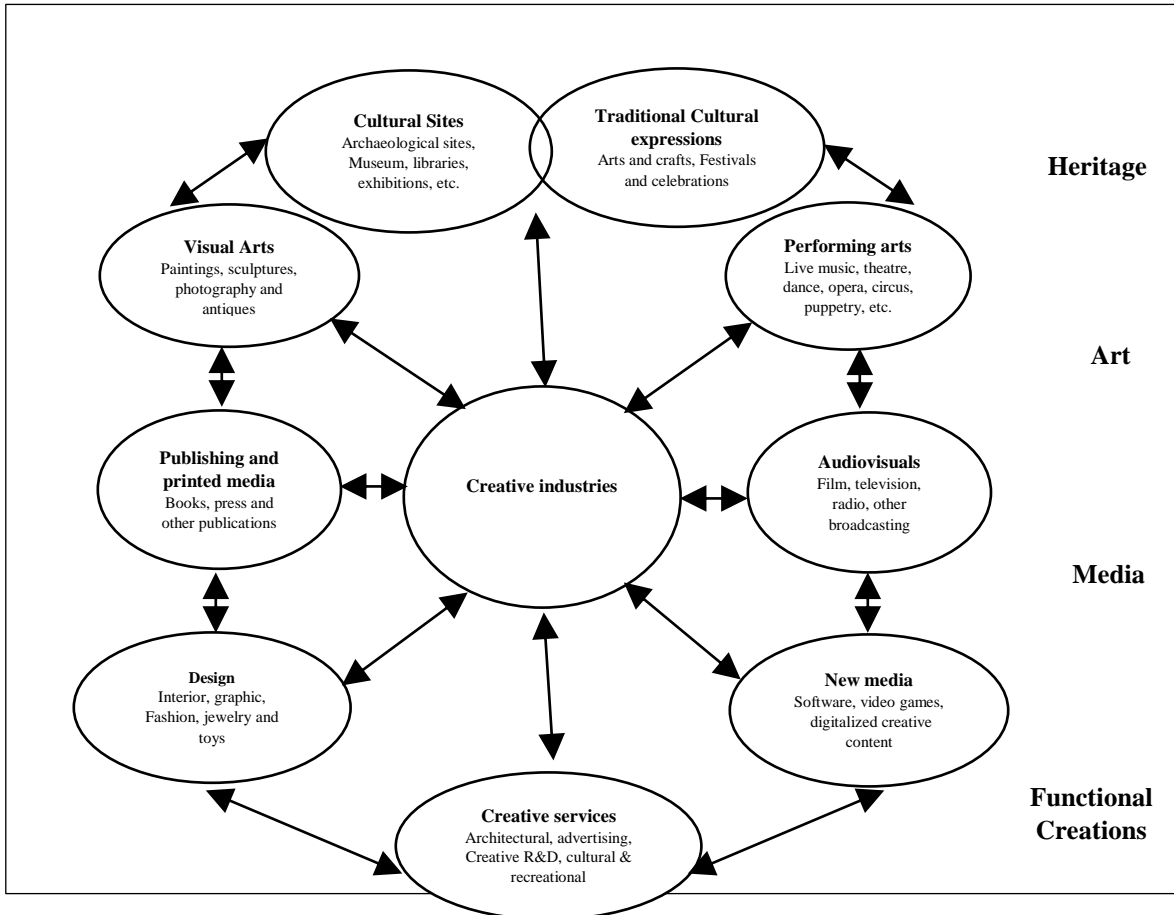 Cultural Sites
Archaeological sites,
Museum, libraries,
exhibitions, etc.
Traditional Cultural
expressions
Arts and crafts, Festivals
and celebrations
Heritage
Visual Arts
Paintings, sculptures,
photography and
antiques
Performing arts
Live music, theatre,
dance, opera, circus,
puppetry, etc.
Art
Publishing and
printed media
Books, press and
other publications
Creative industries
Audiovisuals
Film, television,
radio, other
broadcasting
Media
Design
Interior, graphic,
Fashion, jewelry and
toys
New media
Software, video games,
digitalized creative
content
Creative services
Architectural, advertising,
Creative R&D, cultural &
recreational
Functional
Creations